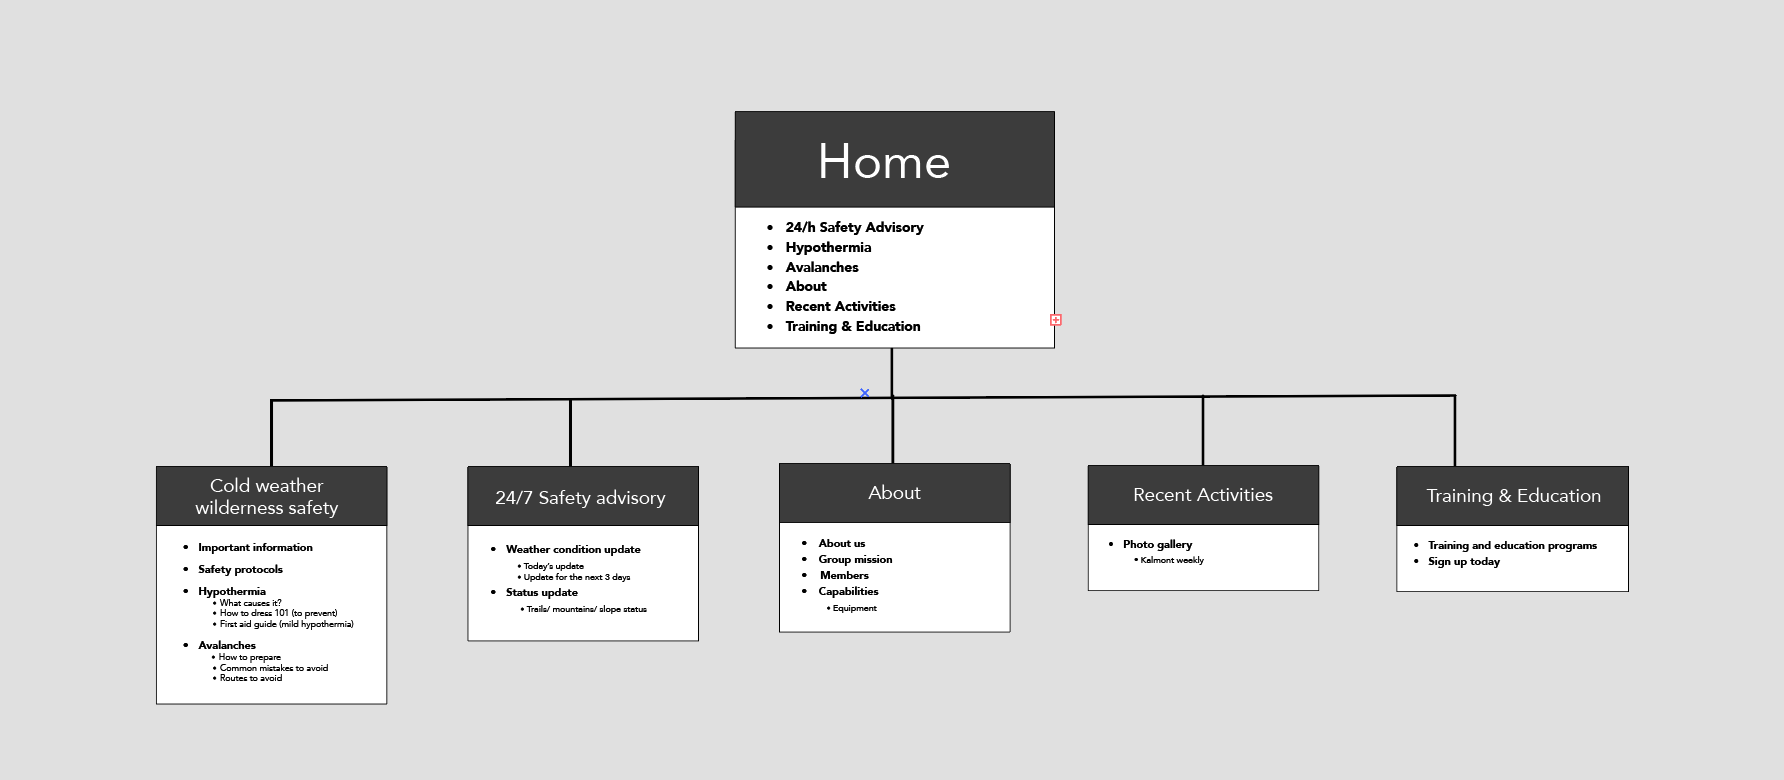 Home
• 24/h Safety Advisory
• Hypothermia
• Avalanches
• About
• Recent Activities
• Training & Education
Cold weather
wilderness safety
• Important information
• Safety protocols
• Hypothermia
• What causes it?
• How to dress 101 (to prevent)
• First aid guide (mild hypothermia)
• Avalanches
• How to prepare
• Common mistakes to avoid
• Routes to avoid
24/7 Safety advisory
• Weather condition update
• Today's update
• Update for the next 3 days
• Status update
• Trails/ mountains/ slope status
About
• About us
• Group mission
• Members
• Capabilities
• Equipment
Recent Activities
• Photo gallery
• Kalmont weekly
Training & Education
• Training and education programs
• Sign up today